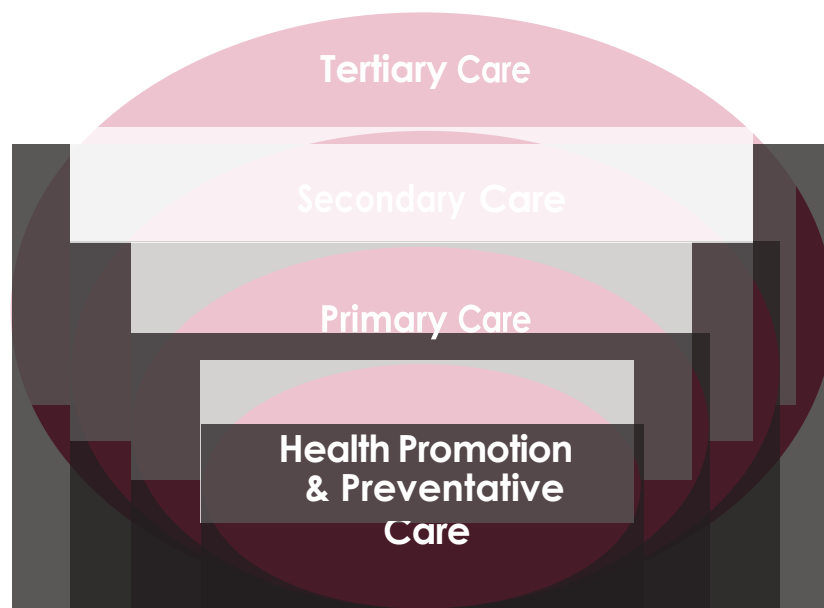 Tertiary Care
Secondary Care
Primary Care
Health Promotion
& Preventative
Care